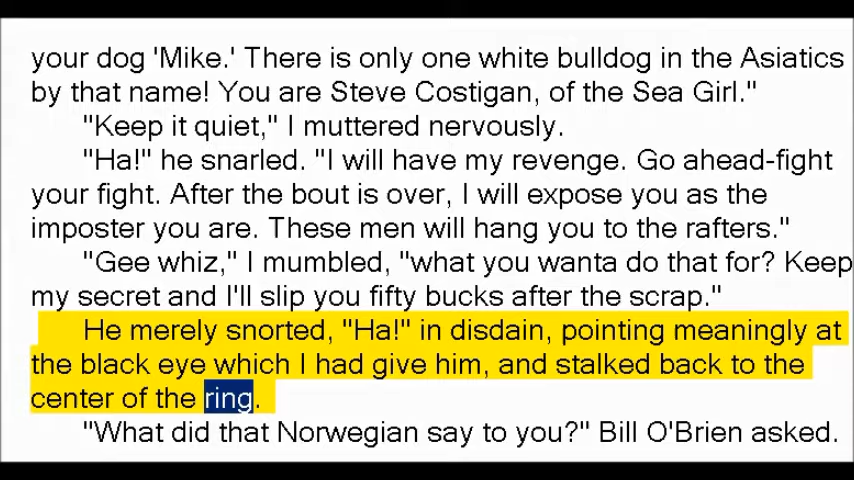 your dog 'Mike.' There is only one white bulldog in the Asiatics
by that name! You are Steve Costigan, of the Sea Girl."
"Keep it quiet," I muttered nervously.
"Ha!" he snarled. "I will have my revenge. Go ahead-fight
your fight. After the bout is over, I will expose you as the
imposter you are. These men will hang you to the rafters."
"Gee whiz," I mumbled, "what you wanta do that for? Keep
my secret and I'll slip you fifty bucks after the scrap."
He merely snorted, "Ha!" in disdain, pointing meaningly at
the black eye which I had give him, and stalked back to the
center of the ring.
"What did that Norwegian say to you?" Bill O'Brien asked.